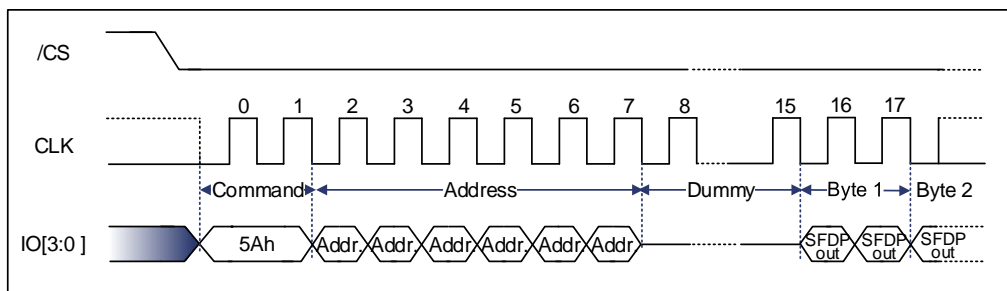 /CS
0 1 2 3 4 5 6 7 8 15 16 17
CLK
Command Address Dummy Byte 1 Byte 2
IO[3:0 ] 5Ah Addr. Addr. Addr. Addr. Addr. Addr. SFDP out SFDP out SFDP out